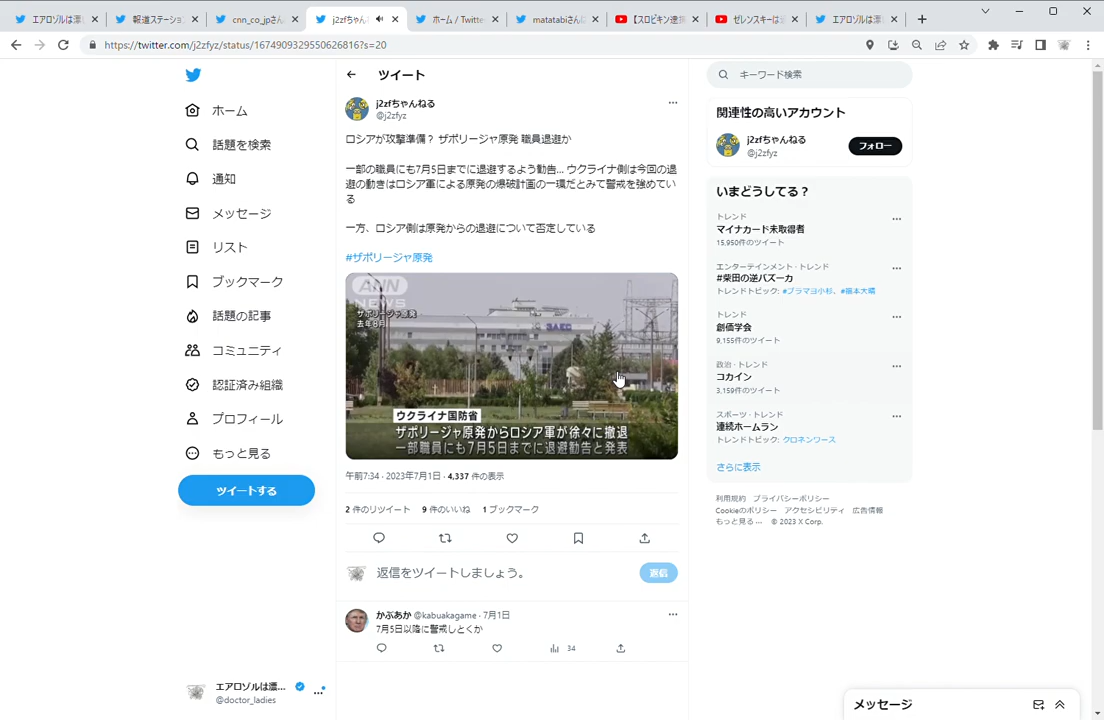 エアロゾルは漂
報道ステーション
cnn_co_jpさん
j2zfちゃんね
ホーム / Twitte
matatabiさんは
【スロビキン逮捕
ゼレンスキーは
エアロゾルは漂
https://twitter.com/j2zfyz/status/1674909329550626816?s=20
ホーム
話題を検索
通知
メッセージ
リスト
ブックマーク
話題の記事
コミュニティ
認証済み組織
プロフィール
もっと見る
ツイートする
エアロゾルは漂...
@doctor_ladies
ツイート
j2zfちゃんねる
@j2zfyz
ロシアが攻撃準備？ ザポリージャ原発 職員退避か
一部の職員にも7月5日までに退避するよう勧告... ウクライナ側は今回の退
避の動きはロシア軍による原発の爆破計画の一環だとみて警戒を強めてい
る
一方、ロシア側は原発からの退避について否定している
#ザポリージャ原発
ANN
NEWS
ザポリージャ原発
去年8月
ЗАЕС
ウクライナ国防省
ザポリージャ原発からロシア軍が徐々に撤退
一部職員にも7月5日までに退避勧告と発表
午前7:34 · 2023年7月1日 · 4,337 件の表示
2 件のリツイート 9 件のいいね 1 ブックマーク
返信をツイートしましょう。
返信
かぶあか @kabuakagame · 7月1日
7月5日以降に警戒しとくか
34
キーワード検索
関連性の高いアカウント
j2zfちゃんねる
@j2zfyz
フォロー
いまどうしてる？
トレンド
マイナカード未取得者
15,950件のツイート
エンターテインメント · トレンド
#柴田の逆バズーカ
トレンドトピック: #ブラマヨ小杉、#福本大晴
トレンド
創価学会
9,155件のツイート
政治 · トレンド
コカイン
3,159件のツイート
スポーツ · トレンド
連続ホームラン
トレンドトピック: クロネンワース
さらに表示
利用規約 プライバシーポリシー
Cookieのポリシー アクセシビリティ 広告情報
もっと見る ... © 2023 X Corp.
メッセージ